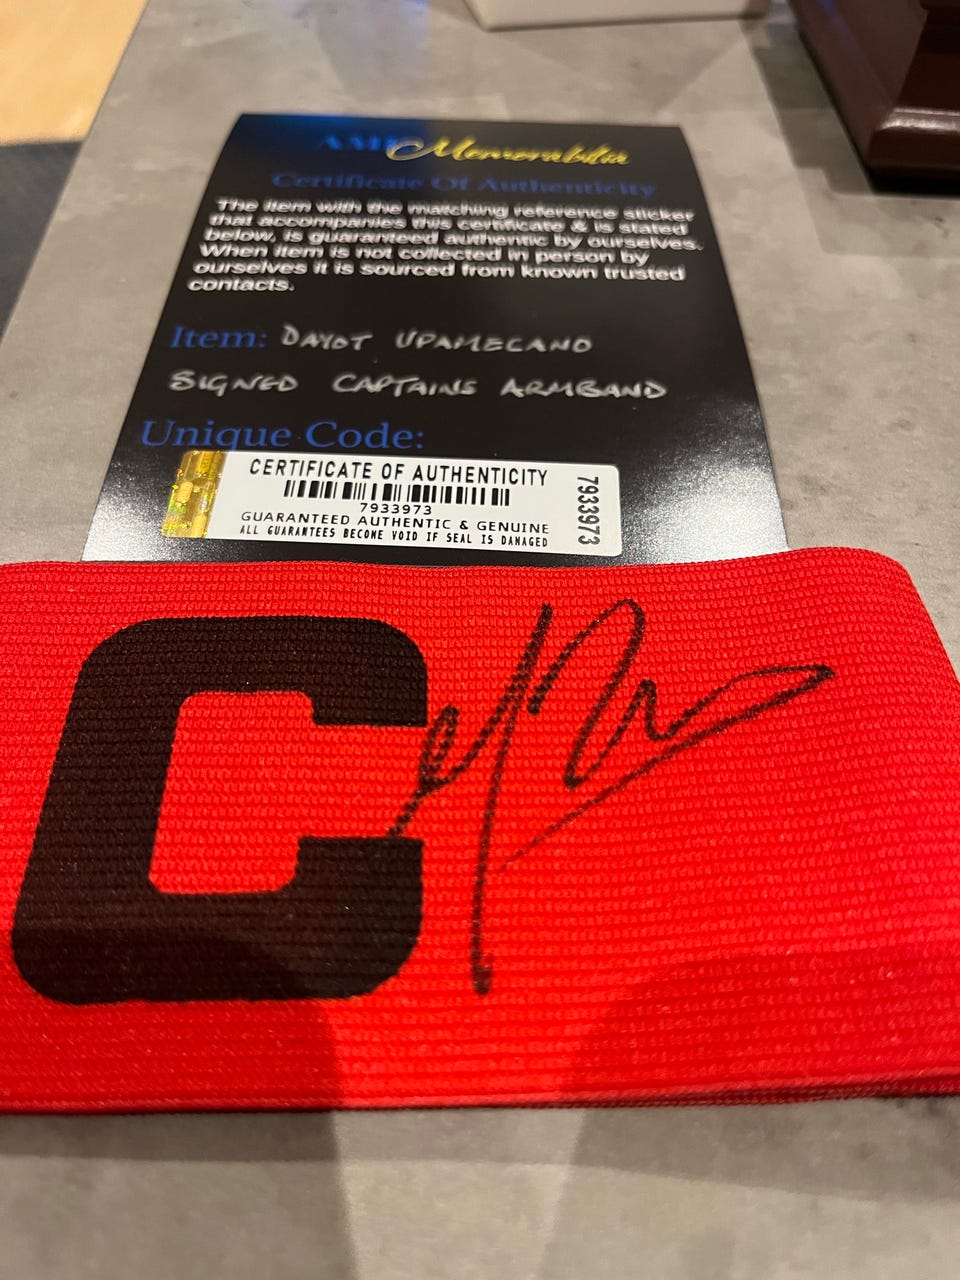 AMP Memorabilia
Certificate Of Authenticity
The item with the matching reference sticker
that accompanies this certificate & is stated
below, is guaranteed authentic by ourselves.
When item is not collected in person by
ourselves it is sourced from known trusted
contacts.
Item: DAYOT UPAMECANO
SIGNED CAPTAINS ARMBAND
Unique Code:
CERTIFICATE OF AUTHENTICITY
7933973
GUARANTEED AUTHENTIC & GENUINE
ALL GUARANTEES BECOME VOID IF SEAL IS DAMAGED
7933973
C